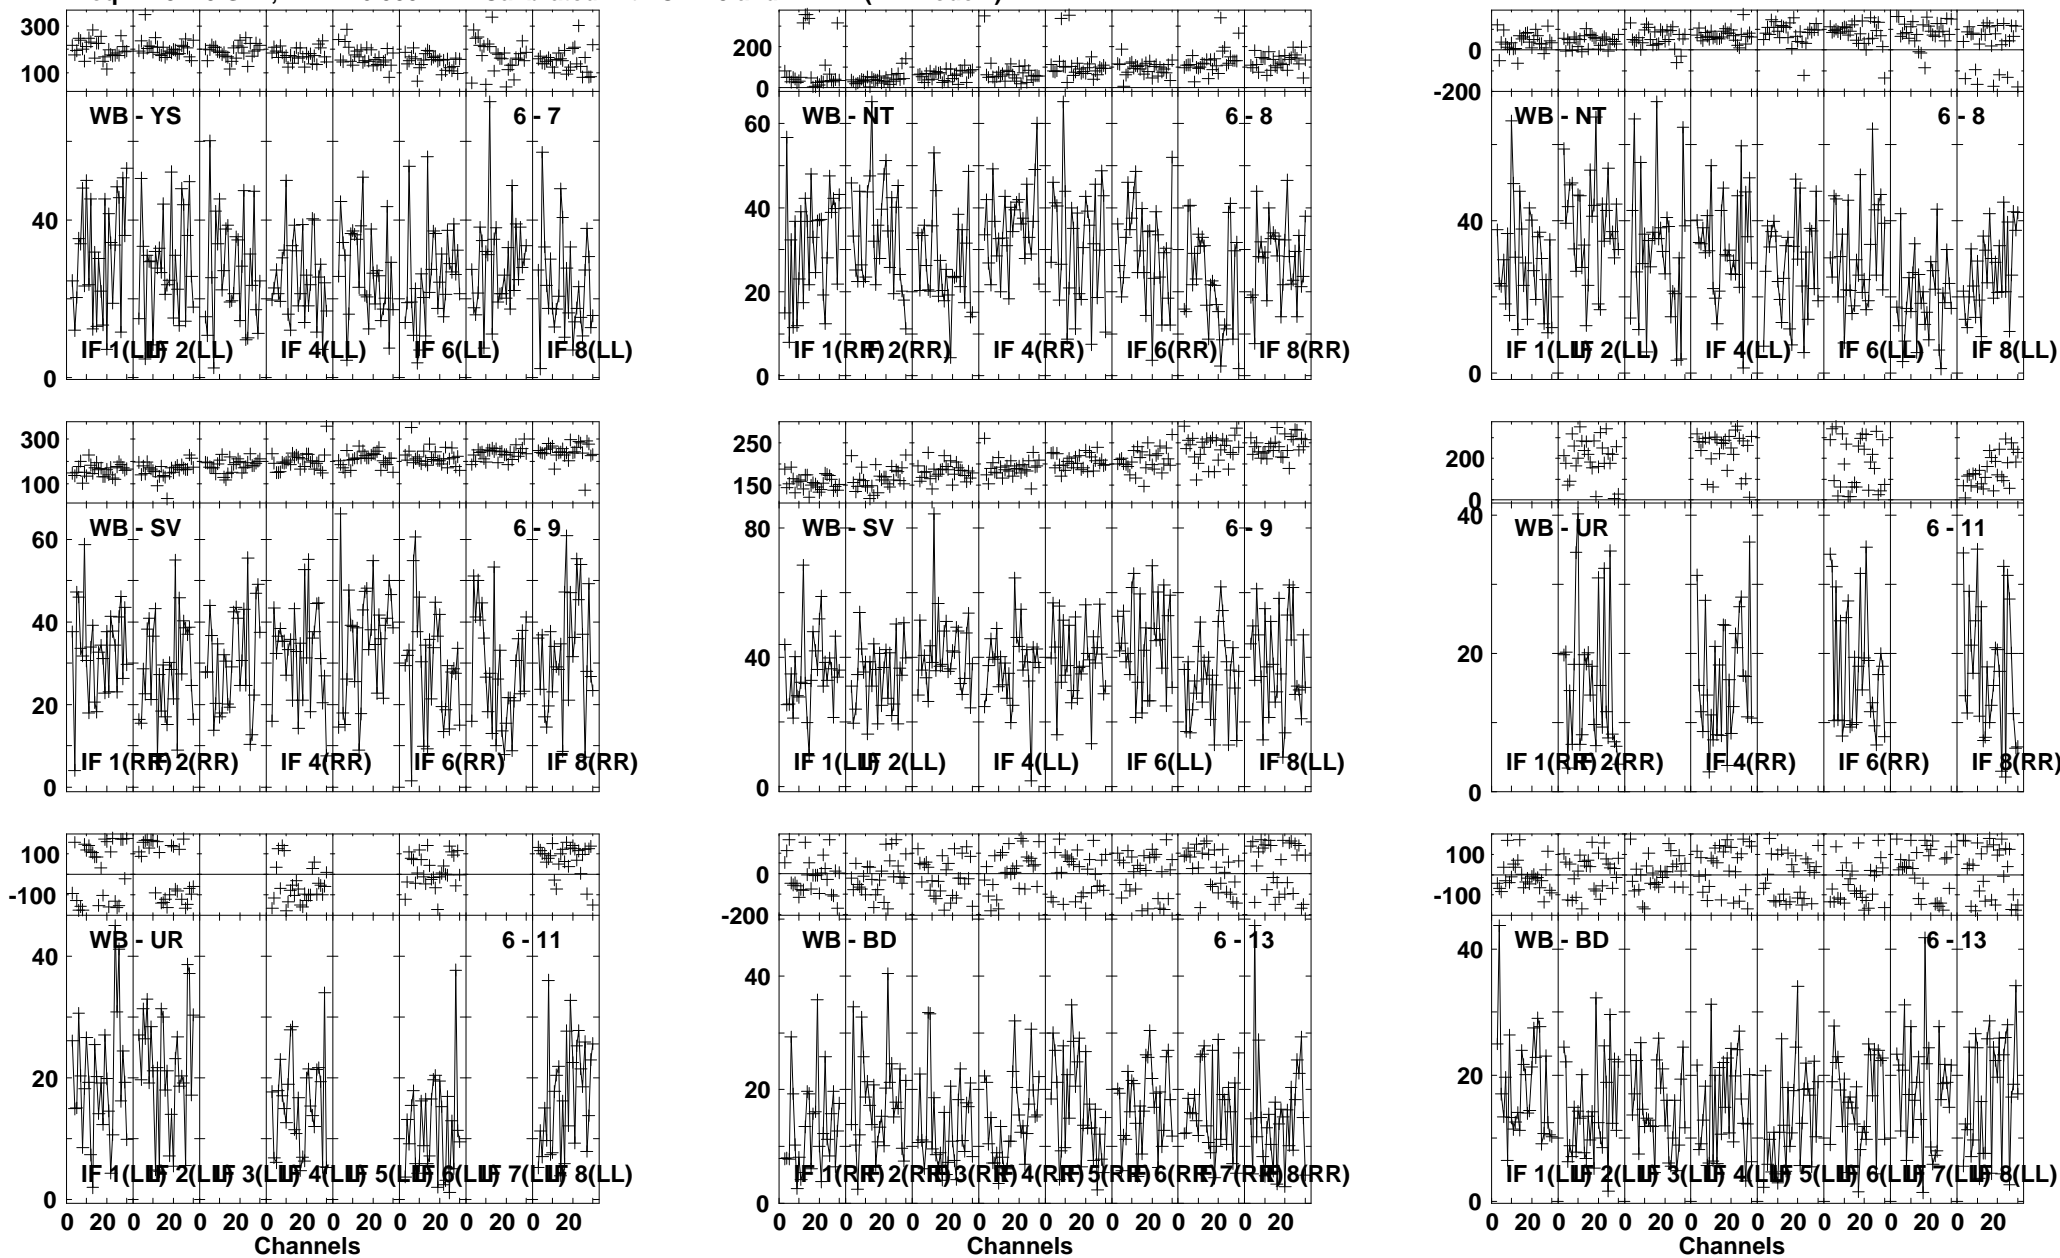 300
100
WB - YS 6 - 7
40
0
IF 1(LL) IF 2(LL) IF 4(LL) IF 6(LL) IF 8(LL)
200
0
WB - NT 6 - 8
60
40
20
0
IF 1(RR) IF 2(RR) IF 4(RR) IF 6(RR) IF 8(RR)
0
-200
WB - NT 6 - 8
40
0
IF 1(LL) IF 2(LL) IF 4(LL) IF 6(LL) IF 8(LL)
300
100
WB - SV 6 - 9
60
40
20
0
IF 1(RR) IF 2(RR) IF 4(RR) IF 6(RR) IF 8(RR)
250
150
WB - SV 6 - 9
80
40
0
IF 1(LL) IF 2(LL) IF 4(LL) IF 6(LL) IF 8(LL)
200
0
WB - UR 6 - 11
40
20
0
IF 1(RR) IF 2(RR) IF 4(RR) IF 6(RR) IF 8(RR)
100
-100
WB - UR 6 - 11
40
20
0
IF 1(LL) IF 2(LL) IF 3(LL) IF 4(LL) IF 5(LL) IF 6(LL) IF 7(LL) IF 8(LL)
0 20 0 20 0 20 0 20 0 20 0 20 0 20 0 20
Channels
0
-200
WB - BD 6 - 13
40
20
0
IF 1(RR) IF 2(RR) IF 3(RR) IF 4(RR) IF 5(RR) IF 6(RR) IF 7(RR) IF 8(RR)
0 20 0 20 0 20 0 20 0 20 0 20 0 20 0 20
Channels
100
-100
WB - BD 6 - 13
40
20
0
IF 1(LL) IF 2(LL) IF 3(LL) IF 4(LL) IF 5(LL) IF 6(LL) IF 7(LL) IF 8(LL)
0 20 0 20 0 20 0 20 0 20 0 20 0 20 0 20
Channels